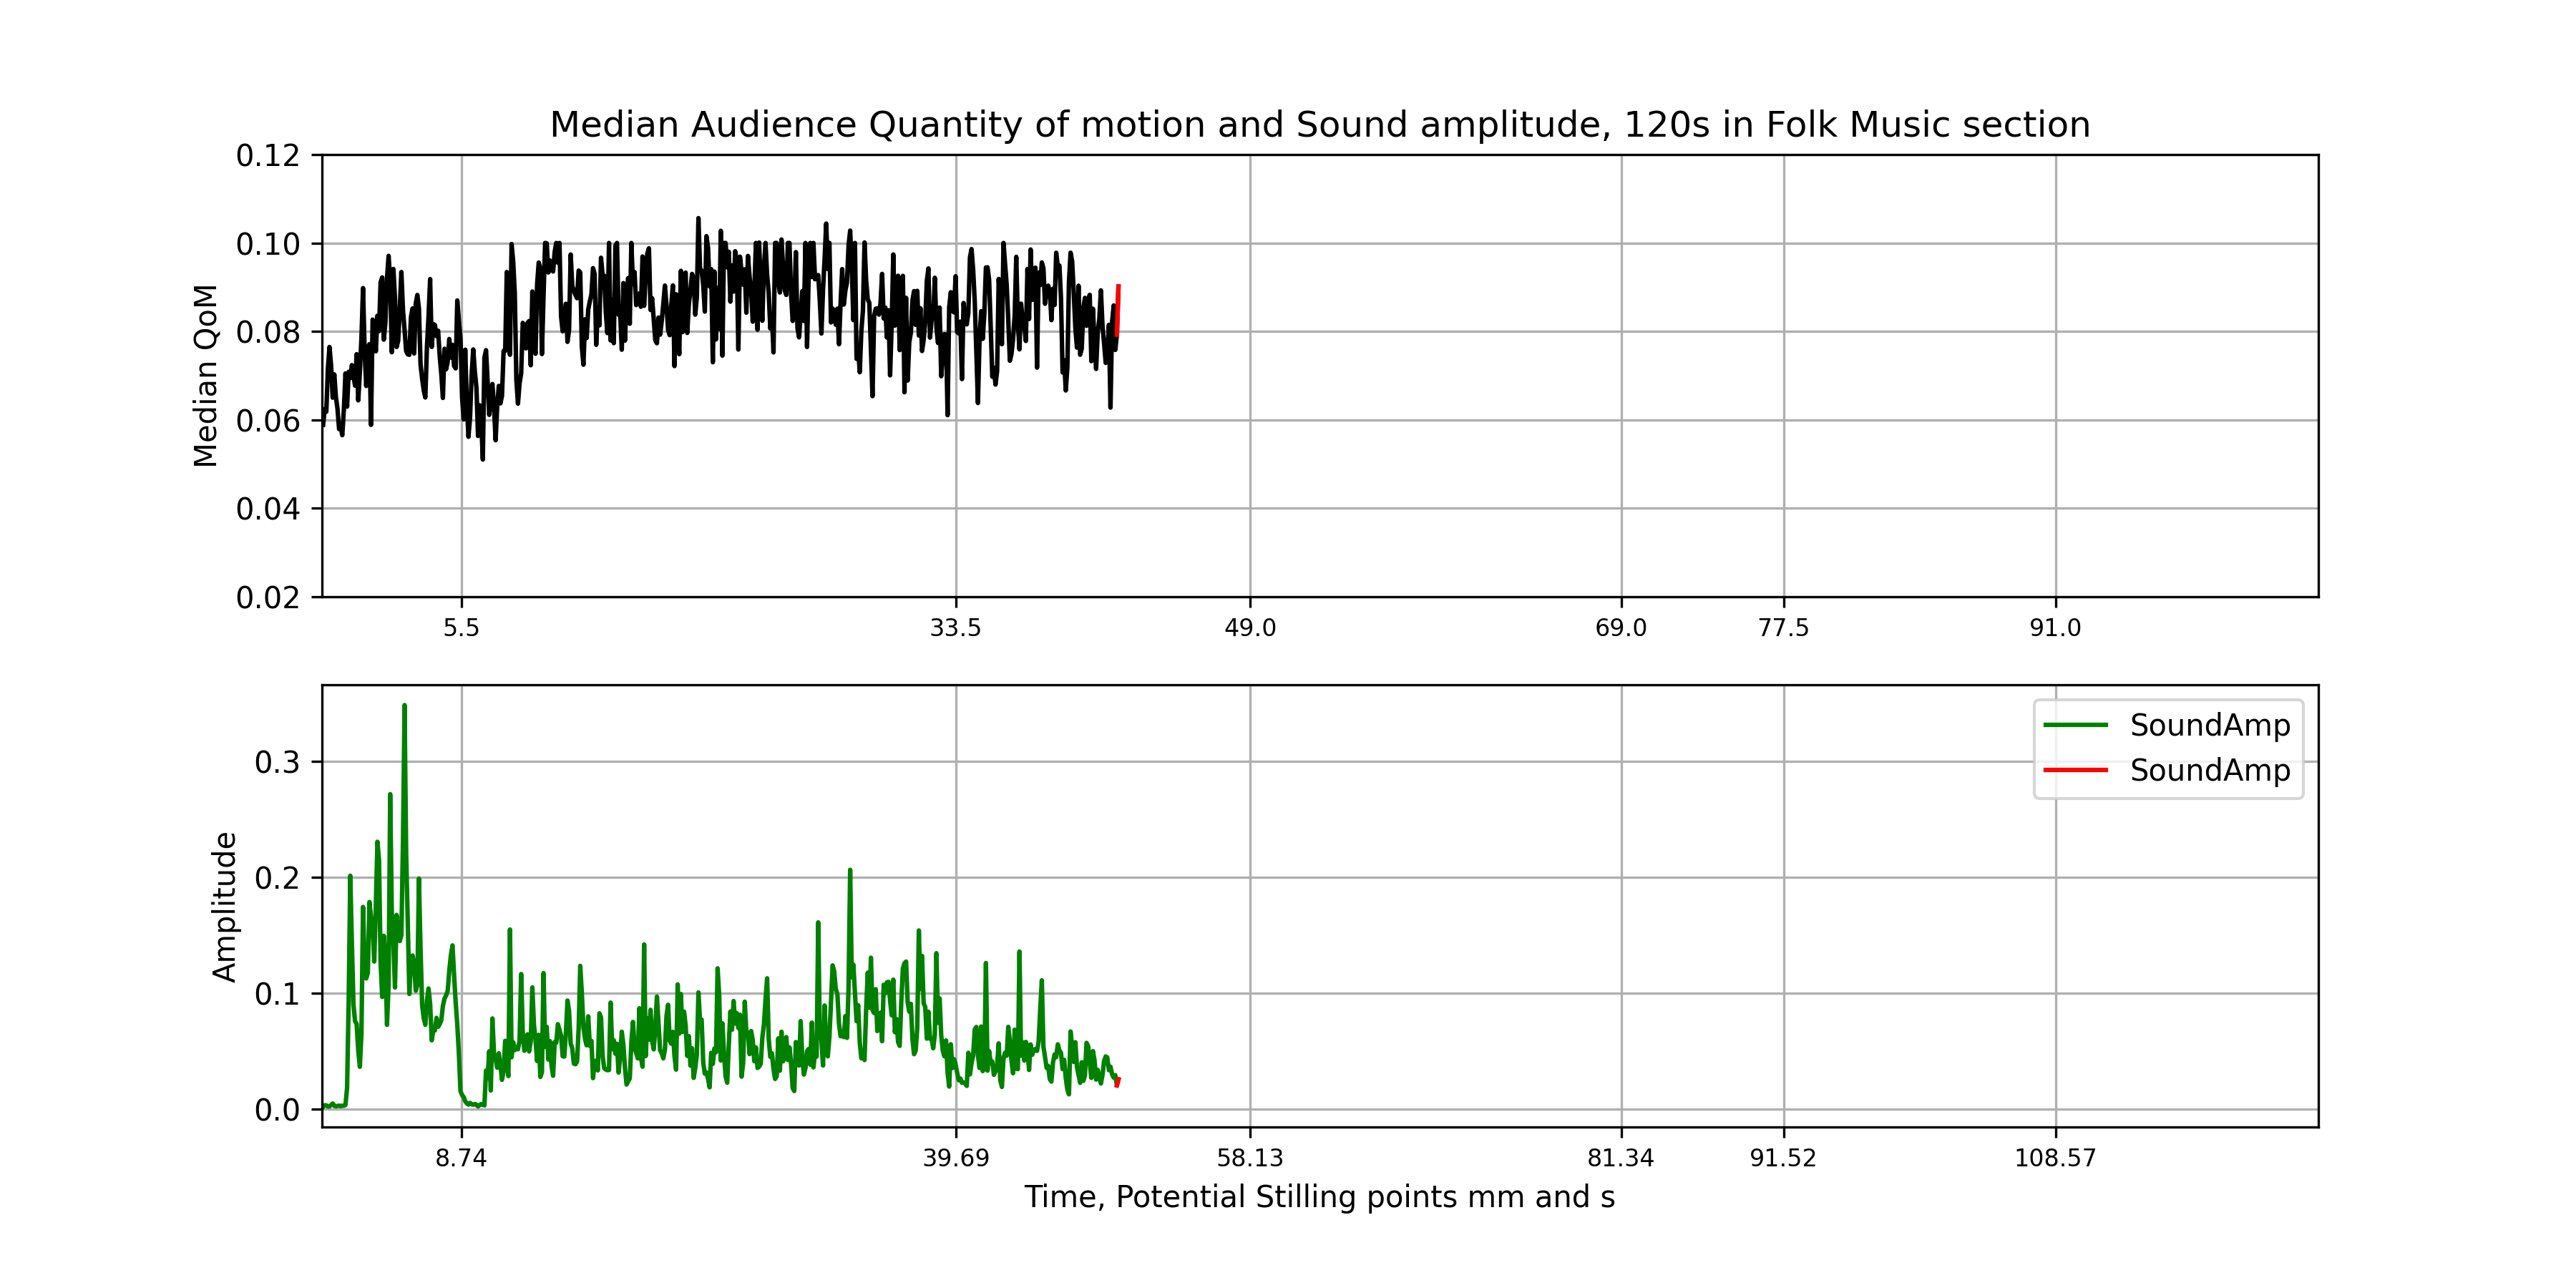 Median Audience Quantity of motion and Sound amplitude, 120s in Folk Music section
0.12
0.10
0.08
0.06
0.04
0.02
Median QoM
5.5 33.5 49.0 69.0 77.5 91.0
SoundAmp
SoundAmp
0.3
0.2
0.1
0.0
Amplitude
8.74 39.69 58.13 81.34 91.52 108.57
Time, Potential Stilling points mm and s